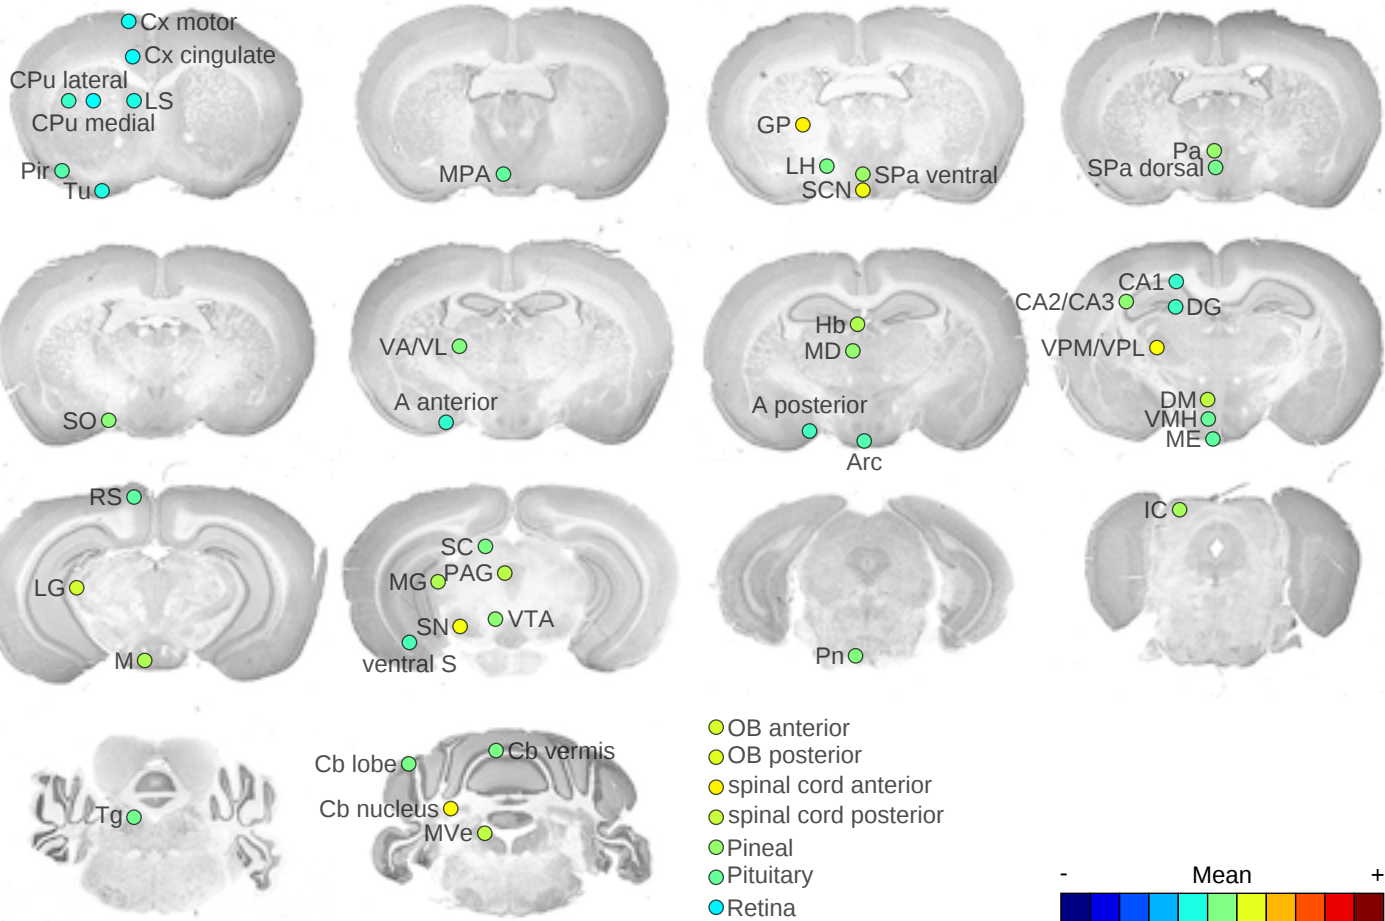 Cx motor
Cx cingulate
CPu lateral
LS
CPu medial
Pir
Tu
MPA
GP
LH
SPa ventral
SCN
Pa
SPa dorsal
SO
VA/VL
A anterior
Hb
MD
A posterior
Arc
CA1
CA2/CA3
DG
VPM/VPL
DM
VMH
ME
RS
LG
M
SC
MG
PAG
SN
VTA
ventral S
Pn
IC
Tg
Cb lobe
Cb vermis
Cb nucleus
MVe
OB anterior
OB posterior
spinal cord anterior
spinal cord posterior
Pineal
Pituitary
Retina
- Mean +